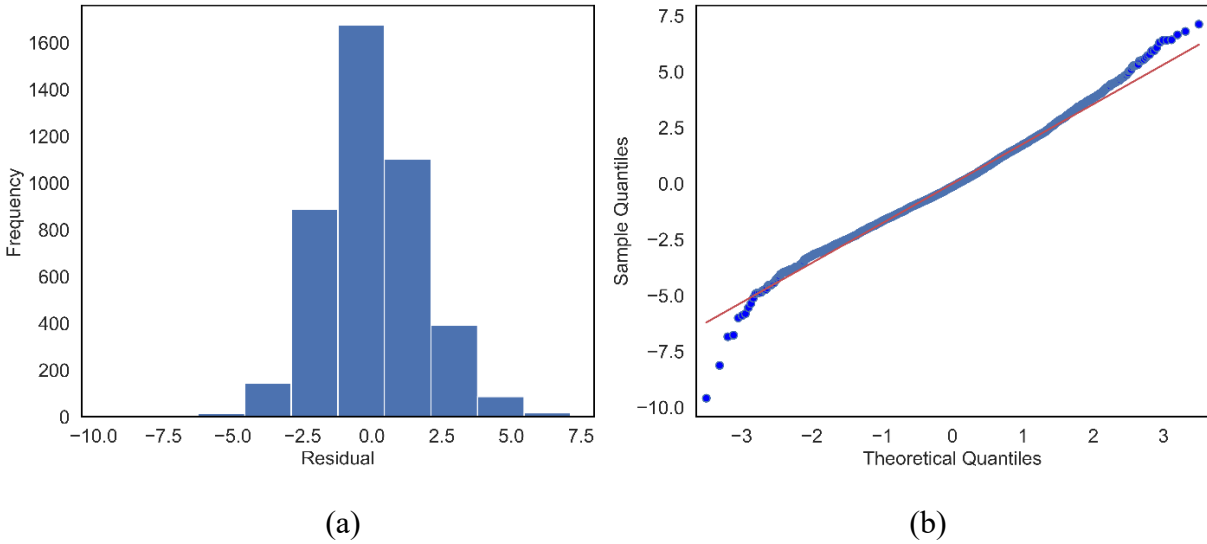 1600
1400
1200
1000
800
600
400
200
0
Frequency
−10.0 −7.5 −5.0 −2.5 0.0 2.5 5.0 7.5
Residual
(a)
7.5
5.0
2.5
0.0
−2.5
−5.0
−7.5
−10.0
Sample Quantiles
−3 −2 −1 0 1 2 3
Theoretical Quantiles
(b)